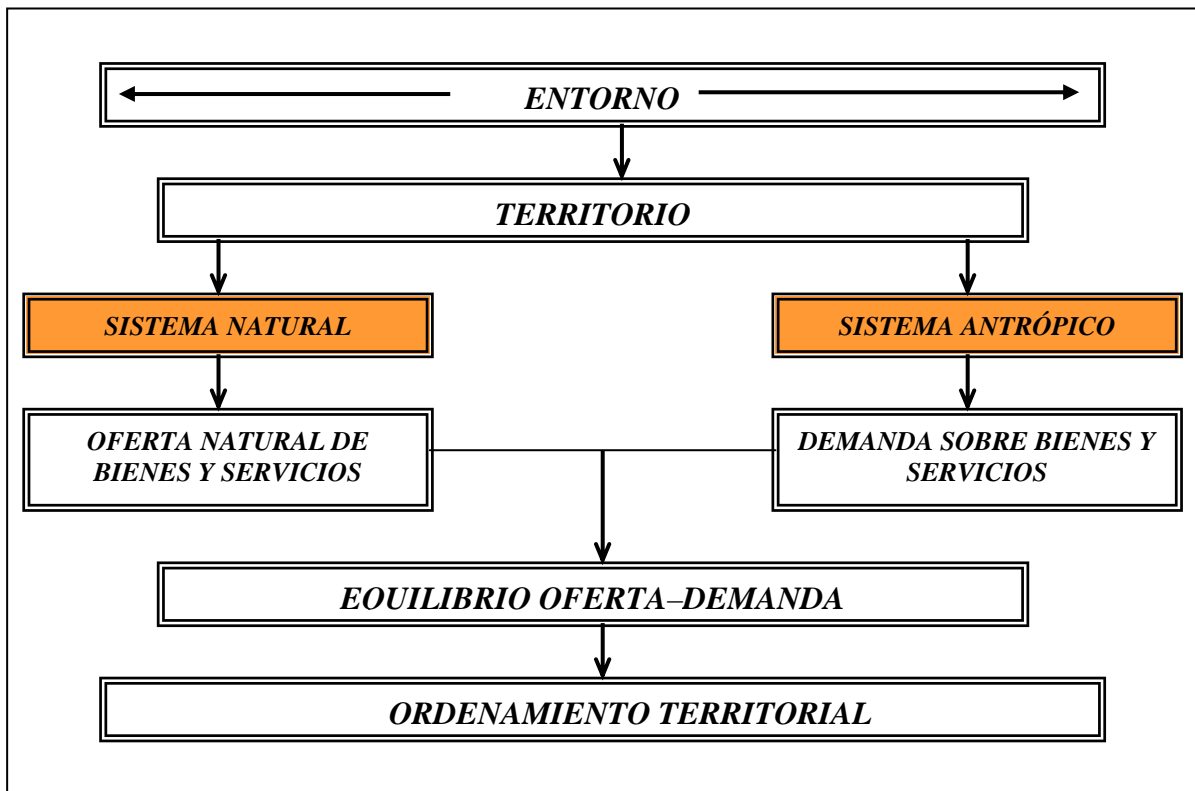 ENTORNO
TERRITORIO
SISTEMA NATURAL
SISTEMA ANTRÓPICO
OFERTA NATURAL DE
BIENES Y SERVICIOS
DEMANDA SOBRE BIENES Y
SERVICIOS
EQUILIBRIO OFERTA–DEMANDA
ORDENAMIENTO TERRITORIAL